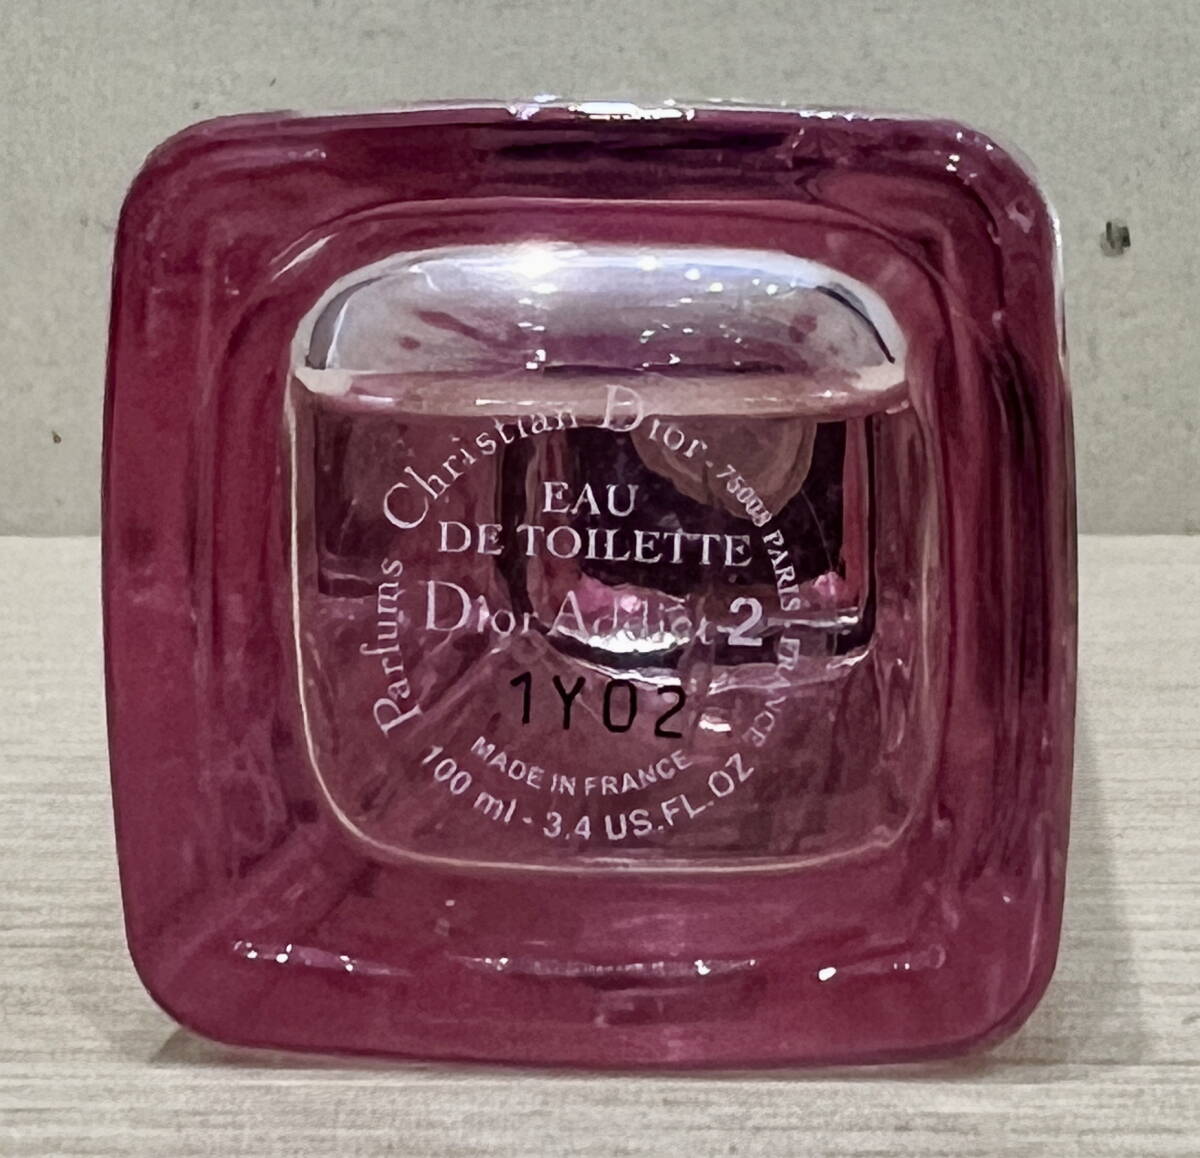 Parfums Christian Dior - 75008 PARIS FRANCE
EAU
DE TOILETTE
Dior Addict 2
1Y02
MADE IN FRANCE
100 ml - 3.4 US.FL.OZ